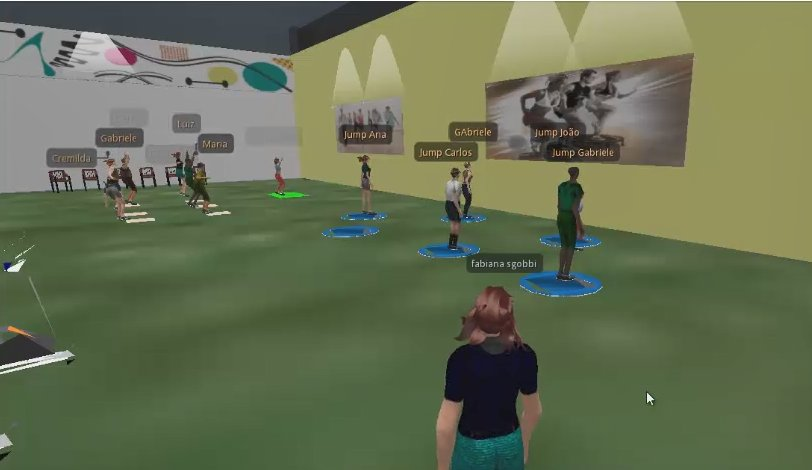 Gabriele
Luiz
Maria
Cremilda
Jump Ana
GAbriele
Jump João
Jump Carlos
Jump Gabriele
fabiana sgobbi